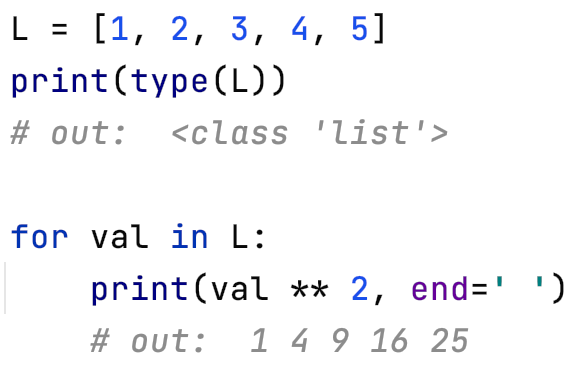 L = [1, 2, 3, 4, 5]
print(type(L))
# out:  <class 'list'>

for val in L:
    print(val ** 2, end=' ')
    # out:  1 4 9 16 25